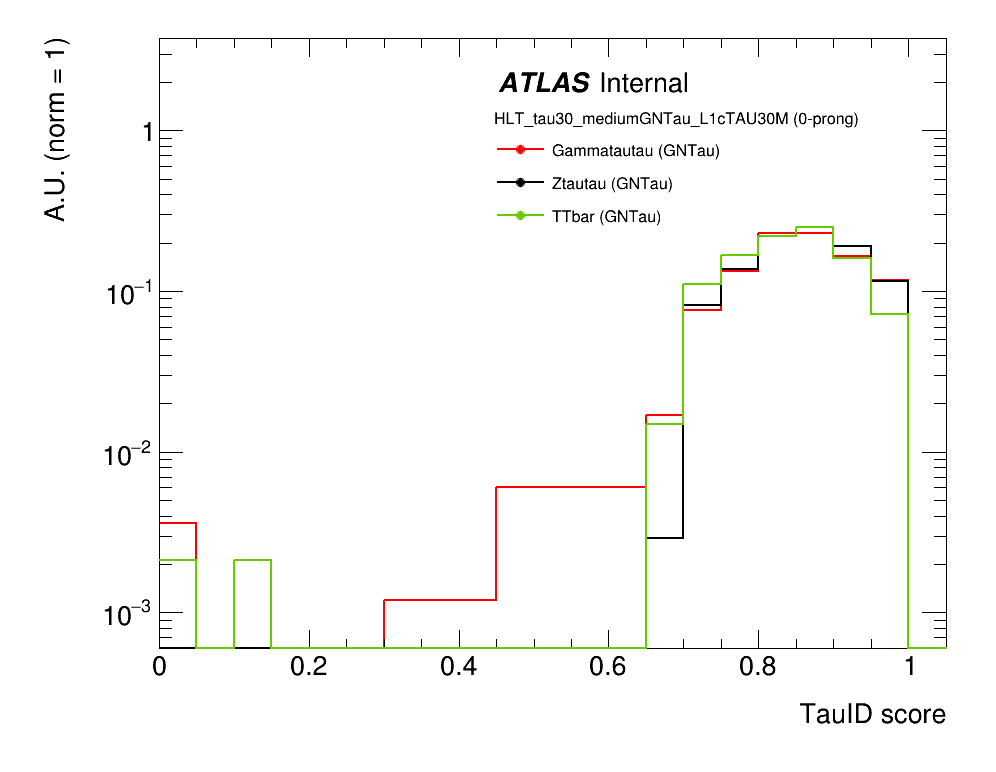 A.U. (norm = 1)
ATLAS Internal
HLT_tau30_mediumGNTau_L1cTAU30M (0-prong)
Gammatautau (GNTau)
Ztautau (GNTau)
TTbar (GNTau)
1
10⁻¹
10⁻²
10⁻³
0 0.2 0.4 0.6 0.8 1
TauID score